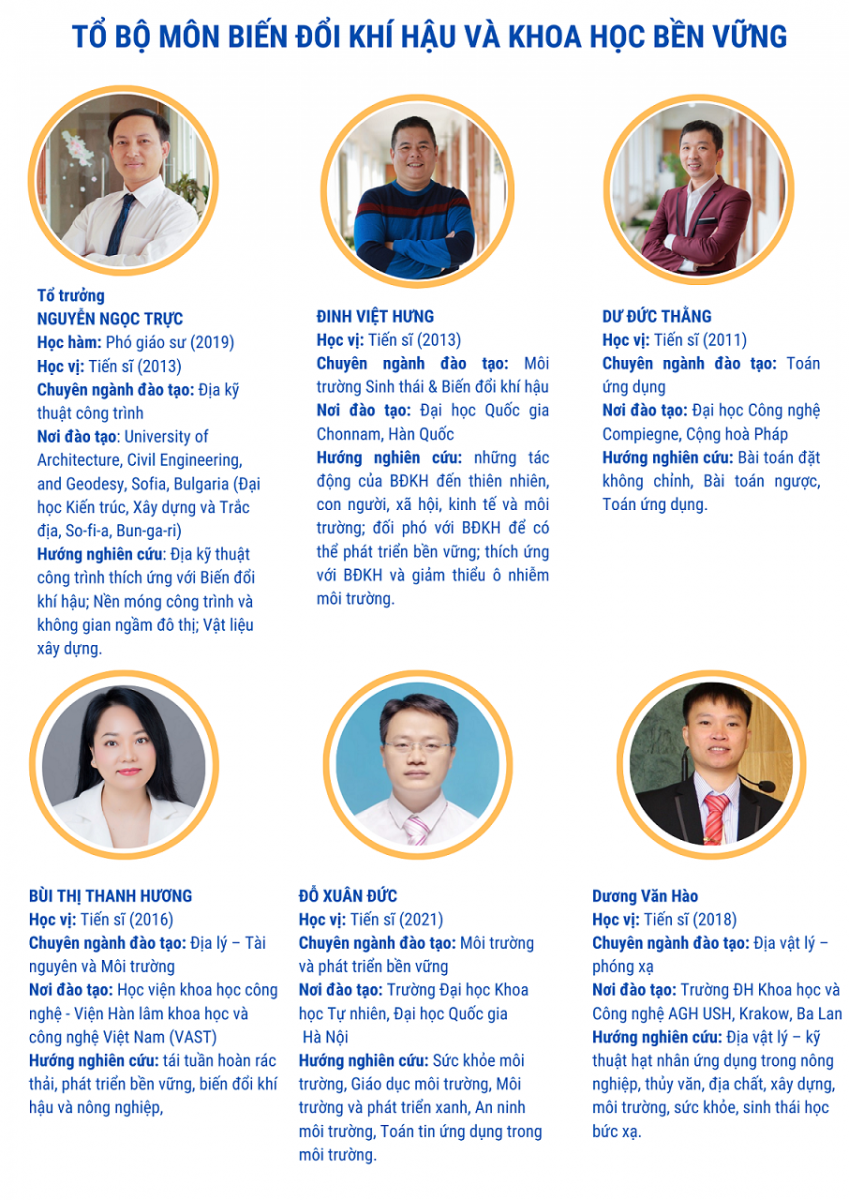 TỔ BỘ MÔN BIẾN ĐỔI KHÍ HẬU VÀ KHOA HỌC BỀN VỮNG
Tổ trưởng
NGUYỄN NGỌC TRỰC
Học hàm: Phó giáo sư (2019)
Học vị: Tiến sĩ (2013)
Chuyên ngành đào tạo: Địa kỹ
thuật công trình
Nơi đào tạo: University of
Architecture, Civil Engineering,
and Geodesy, Sofia, Bulgaria (Đại
học Kiến trúc, Xây dựng và Trắc
địa, So-fi-a, Bun-ga-ri)
Hướng nghiên cứu: Địa kỹ thuật
công trình thích ứng với Biến đổi
khí hậu; Nền móng công trình và
không gian ngầm đô thị; Vật liệu
xây dựng.
ĐINH VIỆT HƯNG
Học vị: Tiến sĩ (2013)
Chuyên ngành đào tạo: Môi
trường Sinh thái & Biến đổi khí hậu
Nơi đào tạo: Đại học Quốc gia
Chonnam, Hàn Quốc
Hướng nghiên cứu: những tác
động của BĐKH đến thiên nhiên,
con người, xã hội, kinh tế và môi
trường; đối phó với BĐKH để có
thể phát triển bền vững; thích ứng
với BĐKH và giảm thiểu ô nhiễm
môi trường.
DƯ ĐỨC THẮNG
Học vị: Tiến sĩ (2011)
Chuyên ngành đào tạo: Toán
ứng dụng
Nơi đào tạo: Đại học Công nghệ
Compiegne, Cộng hoà Pháp
Hướng nghiên cứu: Bài toán đặt
không chỉnh, Bài toán ngược,
Toán ứng dụng.
BÙI THỊ THANH HƯƠNG
Học vị: Tiến sĩ (2016)
Chuyên ngành đào tạo: Địa lý – Tài
nguyên và Môi trường
Nơi đào tạo: Học viện khoa học công
nghệ - Viện Hàn lâm khoa học và
công nghệ Việt Nam (VAST)
Hướng nghiên cứu: tái tuần hoàn rác
thải, phát triển bền vững, biến đổi khí
hậu và nông nghiệp,
ĐỖ XUÂN ĐỨC
Học vị: Tiến sĩ (2021)
Chuyên ngành đào tạo: Môi trường
và phát triển bền vững
Nơi đào tạo: Trường Đại học Khoa
học Tự nhiên, Đại học Quốc gia
Hà Nội
Hướng nghiên cứu: Sức khỏe môi
trường, Giáo dục môi trường, Môi
trường và phát triển xanh, An ninh
môi trường, Toán tin ứng dụng trong
môi trường.
Dương Văn Hào
Học vị: Tiến sĩ (2018)
Chuyên ngành đào tạo: Địa vật lý –
phóng xạ
Nơi đào tạo: Trường ĐH Khoa học và
Công nghệ AGH USH, Krakow, Ba Lan
Hướng nghiên cứu: Địa vật lý – kỹ
thuật hạt nhân ứng dụng trong nông
nghiệp, thủy văn, địa chất, xây dựng,
môi trường, sức khỏe, sinh thái học
bức xạ.